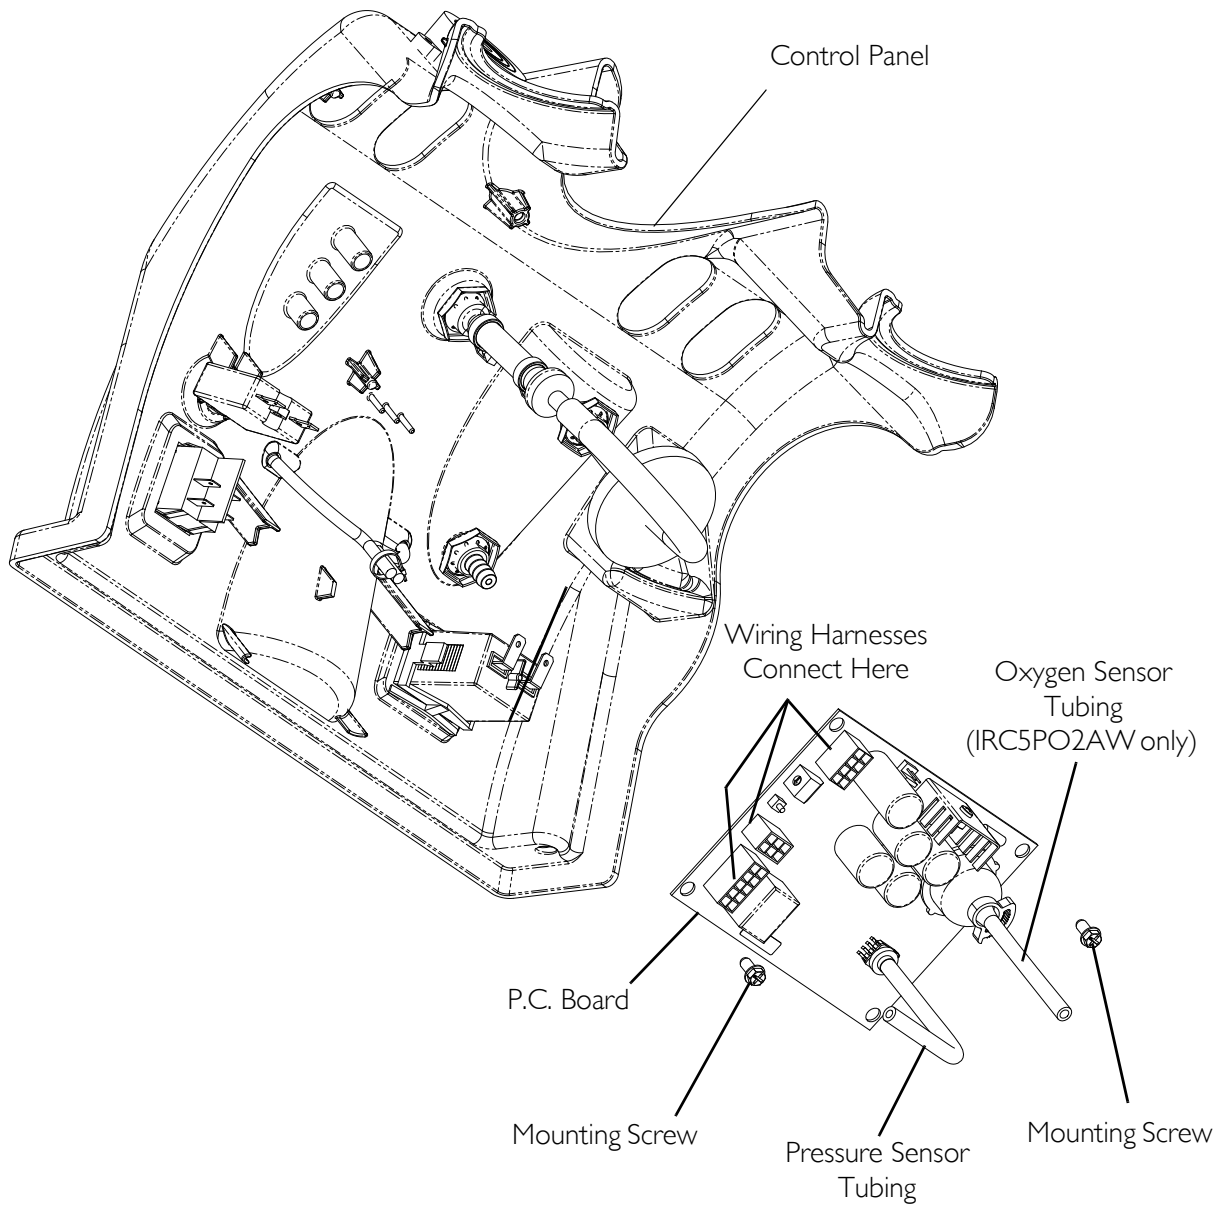 Control Panel
Wiring Harnesses
Connect Here
Oxygen Sensor
Tubing
(IRC5PO2AW only)
P.C. Board
Mounting Screw
Pressure Sensor
Tubing
Mounting Screw